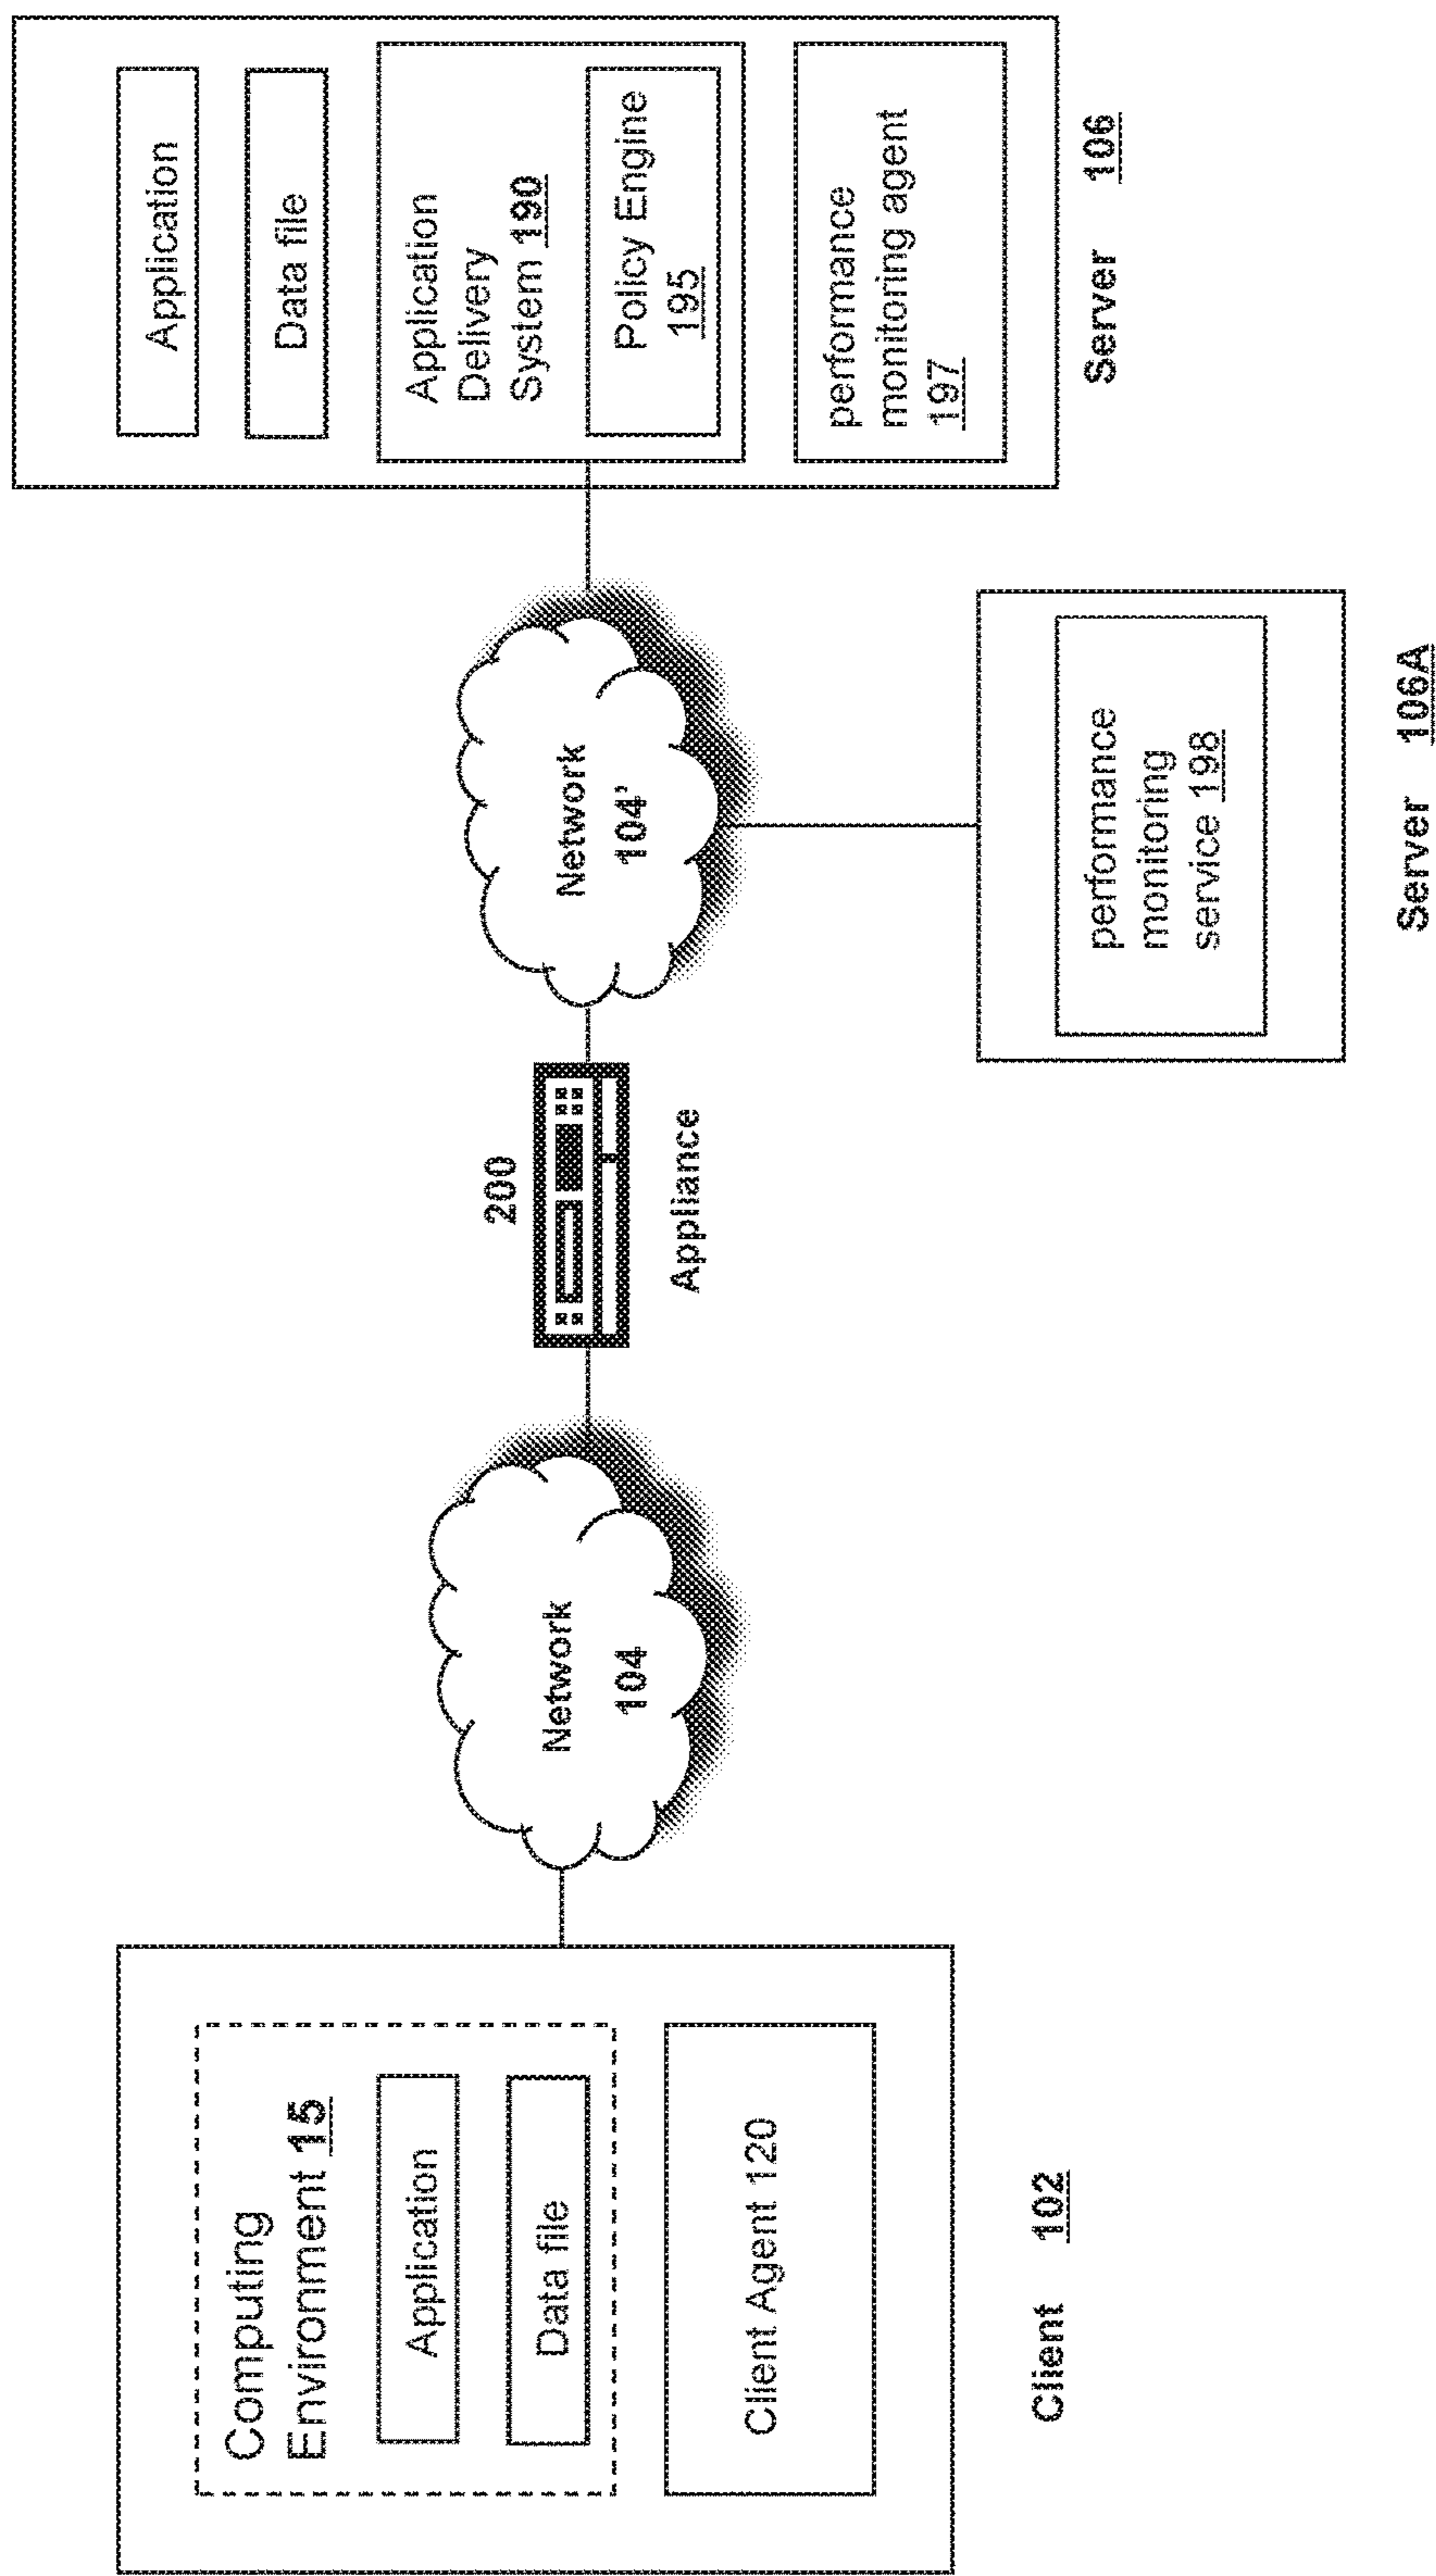 Computing
Environment 15
Application
Data file
Client Agent 120
Client 102
Network
104
200
Appliance
Network
104'
performance
monitoring
service 198
Server 106A
Application
Data file
Application
Delivery
System 190
Policy Engine
195
performance
monitoring agent
197
Server 106